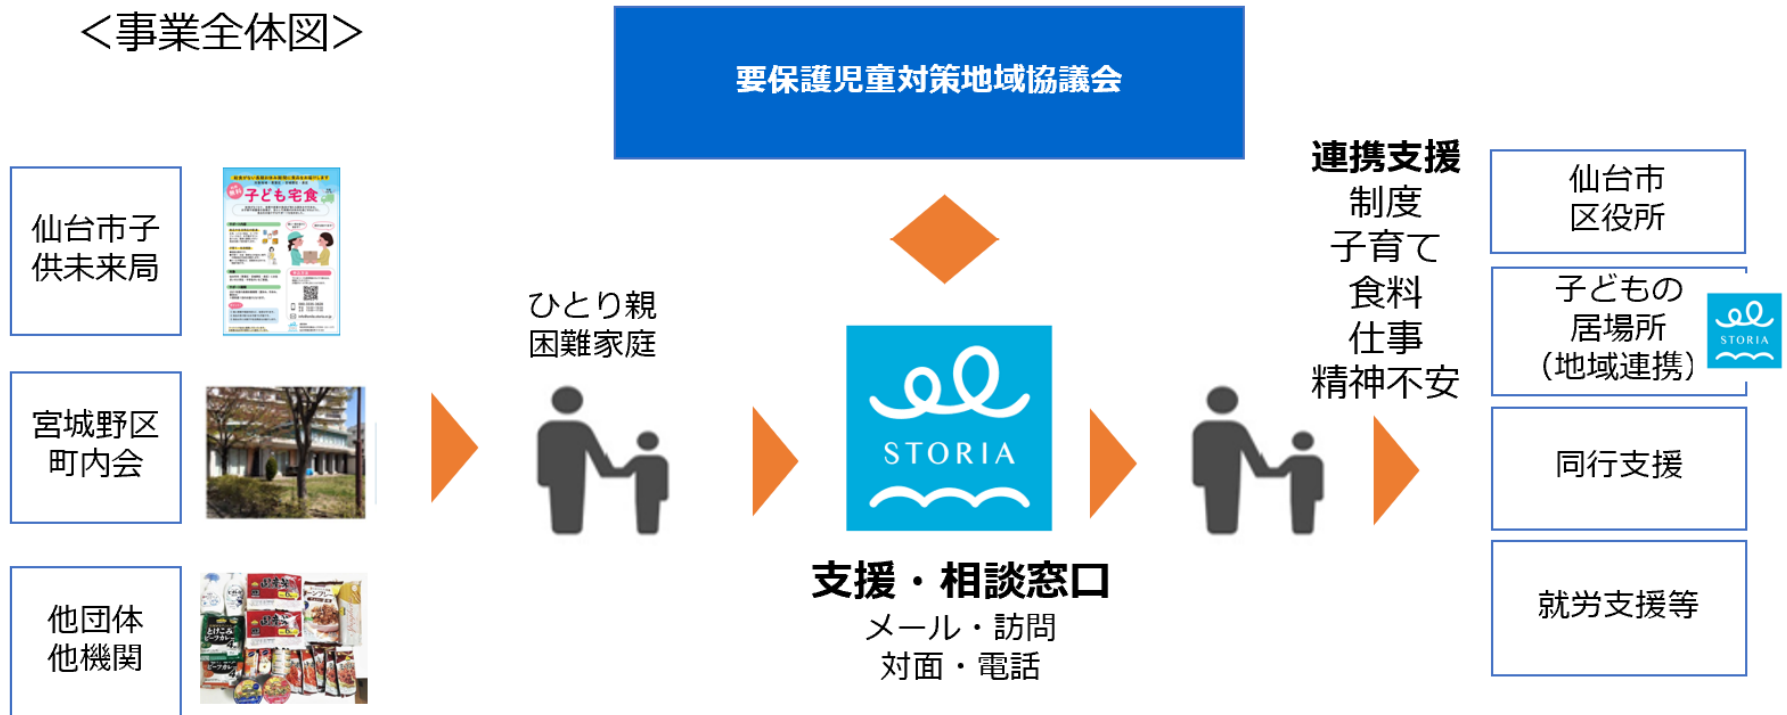 ＜事業全体図＞
要保護児童対策地域協議会
仙台市子
供未来局
子ども宅食
宮城野区
町内会
他団体
他機関
ひとり親
困難家庭
STORIA
支援・相談窓口
メール・訪問
対面・電話
連携支援
制度
子育て
食料
仕事
精神不安
仙台市
区役所
子どもの
居場所
（地域連携）
STORIA
同行支援
就労支援等